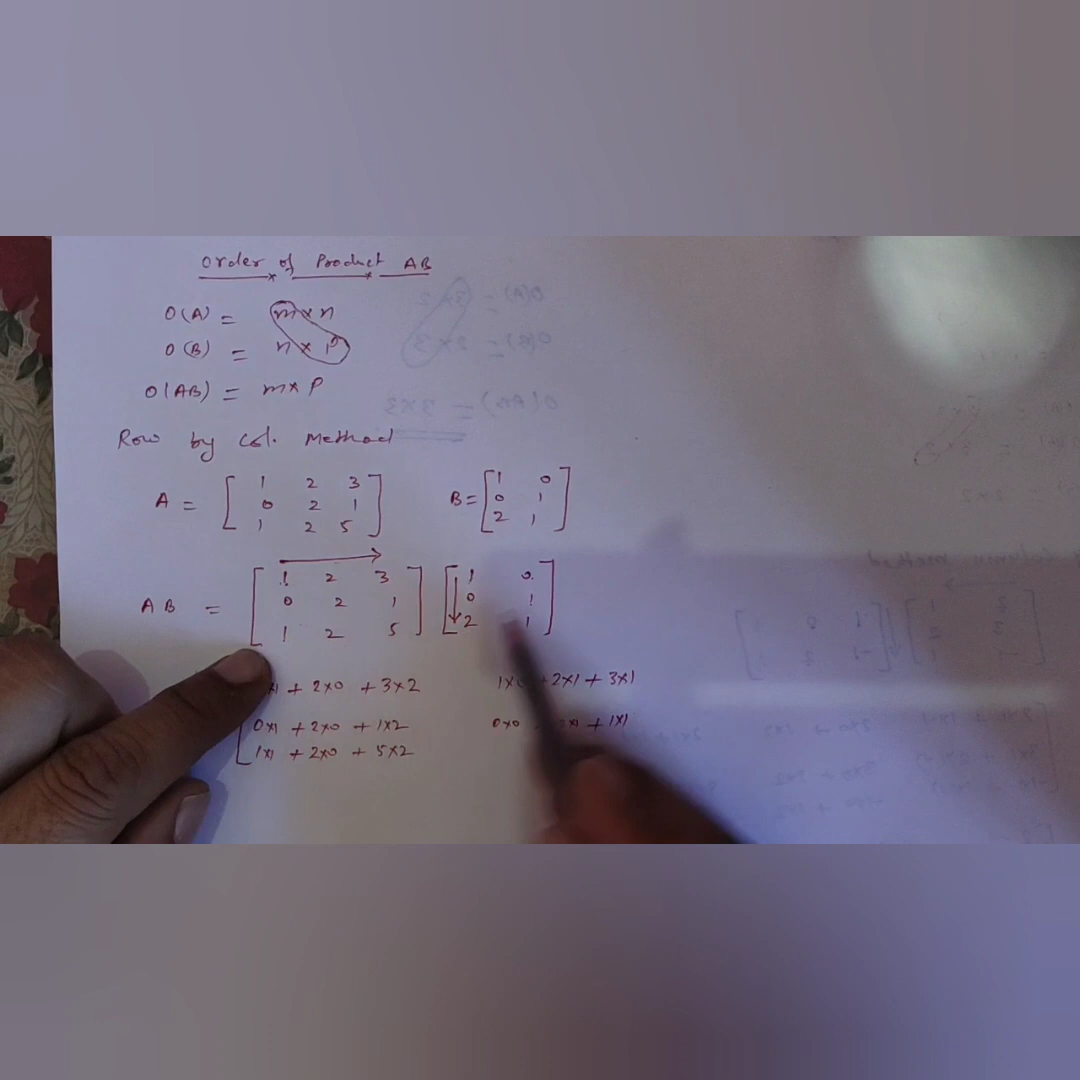 Order of Product AB
O(A) = m×n
O(B) = n×P
O(AB) = m×P
Row by Col. Method
A = [ 1 2 3 B = [ 1 0
0 2 1 0 1
1 2 5 ] 2 1 ]
[ 1 2 3 ] [ 1 0
AB = 0 2 1 0 1
1 2 5 2 1 ]
+ 2×0 + 3×2 1×0 + 2×1 + 3×1
0×1 + 2×0 + 1×2 0×0 + 1×1
1×1 + 2×0 + 5×2